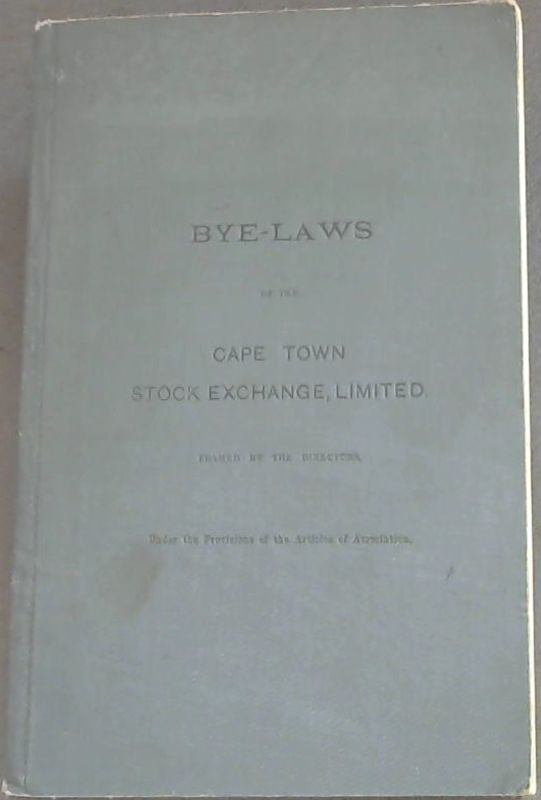 BYE-LAWS
OF THE
CAPE TOWN
STOCK EXCHANGE, LIMITED.
FRAMED BY THE DIRECTORS,
Under the Provisions of the Articles of Association.